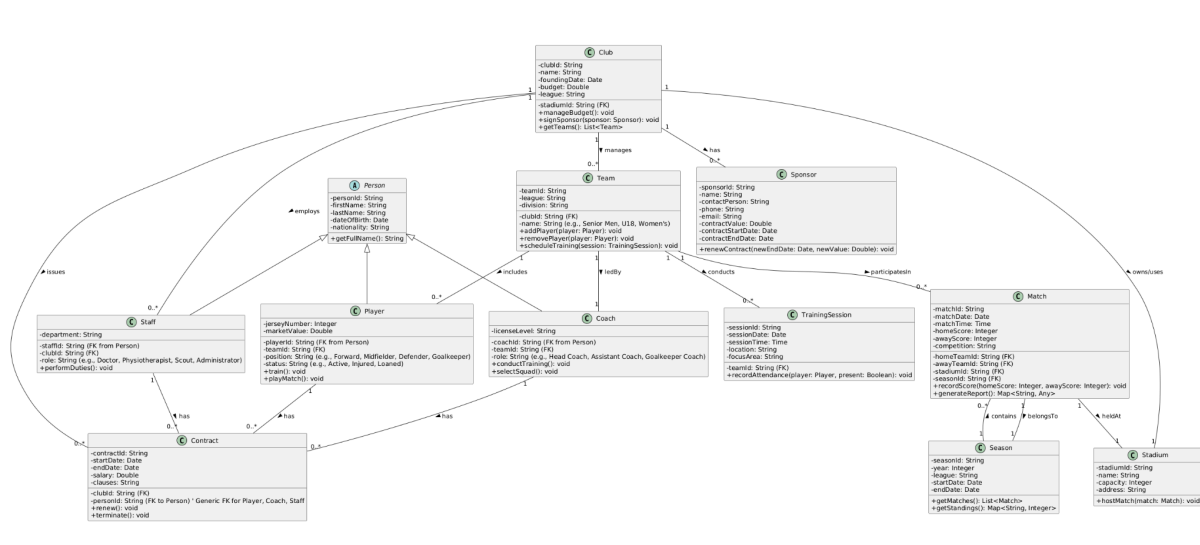 C Club
-clubId: String
-name: String
-foundingDate: Date
-budget: Double
-league: String
-stadiumId: String (FK)
+manageBudget(): void
+signSponsor(sponsor: Sponsor): void
+getTeams(): List<Team>
1
1
1
1
1
manages
has
0..*
0..*
A Person
-personId: String
-firstName: String
-lastName: String
-dateOfBirth: Date
-nationality: String
+getFullName(): String
C Team
-teamId: String
-league: String
-division: String
-clubId: String (FK)
-name: String (e.g., Senior Men, U18, Women's)
+addPlayer(player: Player): void
+removePlayer(player: Player): void
+scheduleTraining(session: TrainingSession): void
C Sponsor
-sponsorId: String
-name: String
-contactPerson: String
-phone: String
-email: String
-contractValue: Double
-contractStartDate: Date
-contractEndDate: Date
+renewContract(newEndDate: Date, newValue: Double): void
employs
issues
1
1
1
1
includes
ledBy
conducts
participatesIn
owns/uses
0..*
0..*
1
0..*
0..*
C Staff
-department: String
-staffId: String (FK from Person)
-clubId: String (FK)
-role: String (e.g., Doctor, Physiotherapist, Scout, Administrator)
+performDuties(): void
C Player
-jerseyNumber: Integer
-marketValue: Double
-playerId: String (FK from Person)
-teamId: String (FK)
-position: String (e.g., Forward, Midfielder, Defender, Goalkeeper)
-status: String (e.g., Active, Injured, Loaned)
+train(): void
+playMatch(): void
C Coach
-licenseLevel: String
-coachId: String (FK from Person)
-teamId: String (FK)
-role: String (e.g., Head Coach, Assistant Coach, Goalkeeper Coach)
+conductTraining(): void
+selectSquad(): void
C TrainingSession
-sessionId: String
-sessionDate: Date
-sessionTime: Time
-location: String
-focusArea: String
-teamId: String (FK)
+recordAttendance(player: Player, present: Boolean): void
C Match
-matchId: String
-matchDate: Date
-matchTime: Time
-homeScore: Integer
-awayScore: Integer
-competition: String
-homeTeamId: String (FK)
-awayTeamId: String (FK)
-stadiumId: String (FK)
-seasonId: String (FK)
+recordScore(homeScore: Integer, awayScore: Integer): void
+generateReport(): Map<String, Any>
1
1
1
0..*
1
1
has
has
has
contains
belongsTo
heldAt
0..*
0..*
0..*
0..*
1
1
1
1
C Contract
-contractId: String
-startDate: Date
-endDate: Date
-salary: Double
-clauses: String
-clubId: String (FK)
-personId: String (FK to Person) ' Generic FK for Player, Coach, Staff
+renew(): void
+terminate(): void
C Season
-seasonId: String
-year: Integer
-league: String
-startDate: Date
-endDate: Date
+getMatches(): List<Match>
+getStandings(): Map<String, Integer>
C Stadium
-stadiumId: String
-name: String
-capacity: Integer
-address: String
+hostMatch(match: Match): void